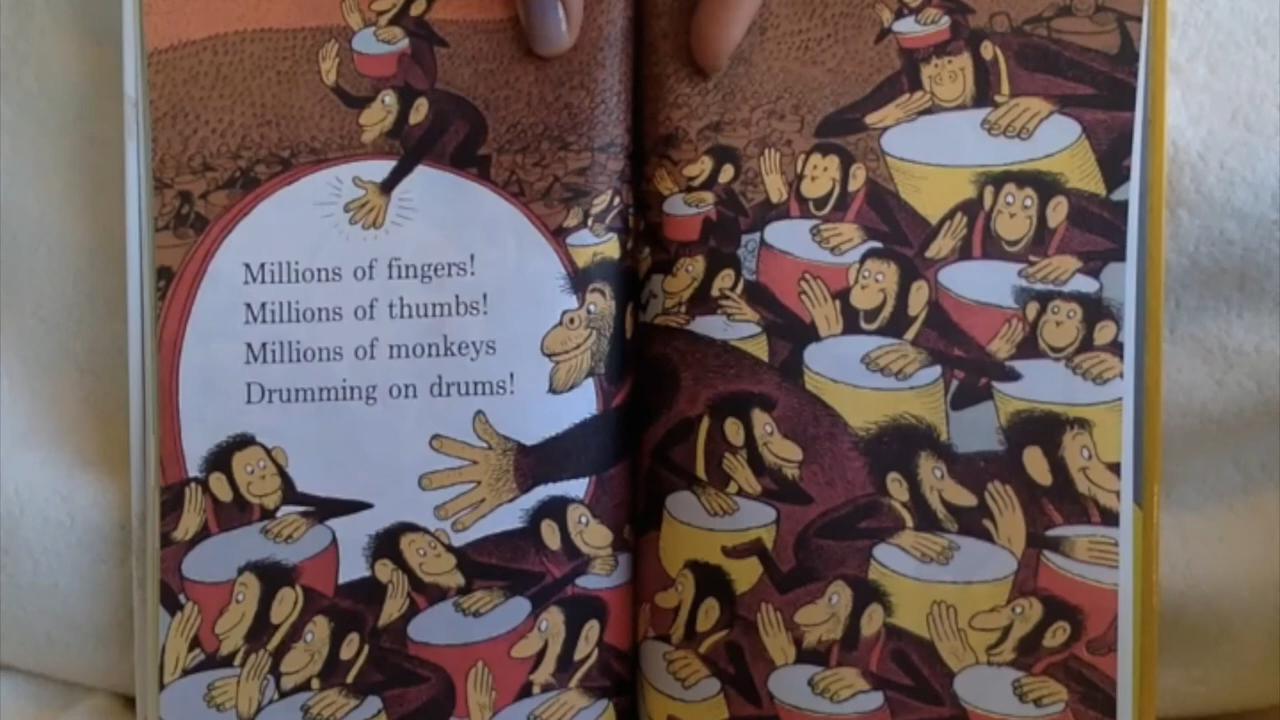 Millions of fingers!
Millions of thumbs!
Millions of monkeys
Drumming on drums!